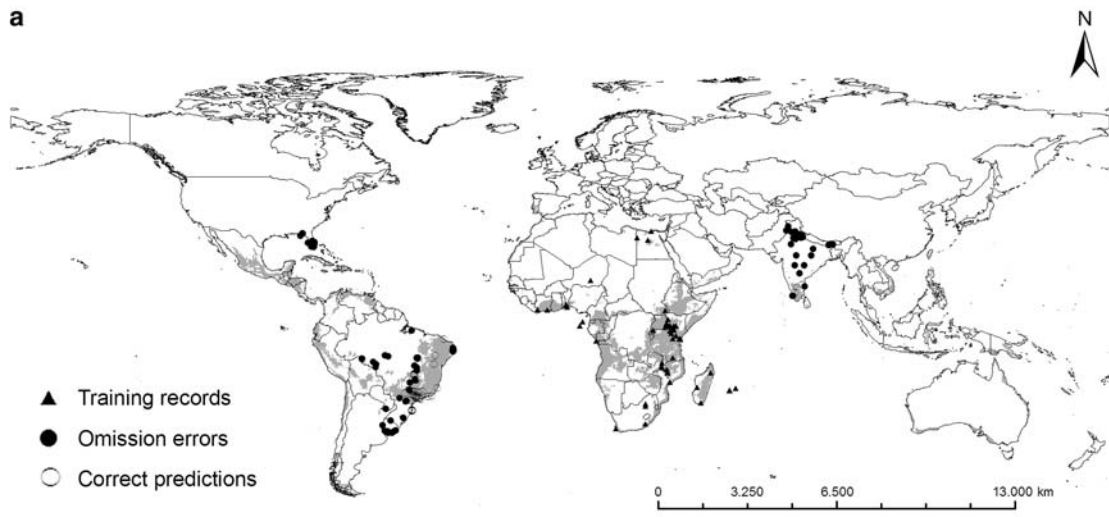 a
N
Training records
Omission errors
Correct predictions
0 3.250 6.500 13.000 km